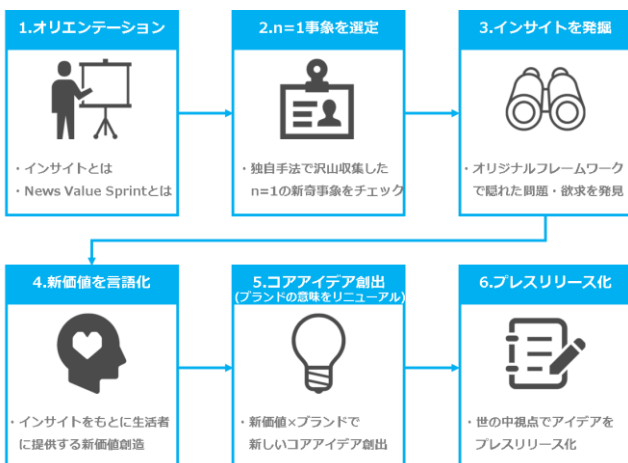 1.オリエンテーション
・インサイトとは
・News Value Sprintとは
2.n=1事象を選定
・独自手法で沢山収集した
n=1の新奇事象をチェック
3.インサイトを発掘
・オリジナルフレームワーク
で隠れた問題・欲求を発見
4.新価値を言語化
・インサイトをもとに生活者
に提供する新価値創造
5.コアアイデア創出
(ブランドの意味をリニューアル)
・新価値×ブランドで
新しいコアアイデア創出
6.プレスリリース化
・世の中視点でアイデアを
プレスリリース化